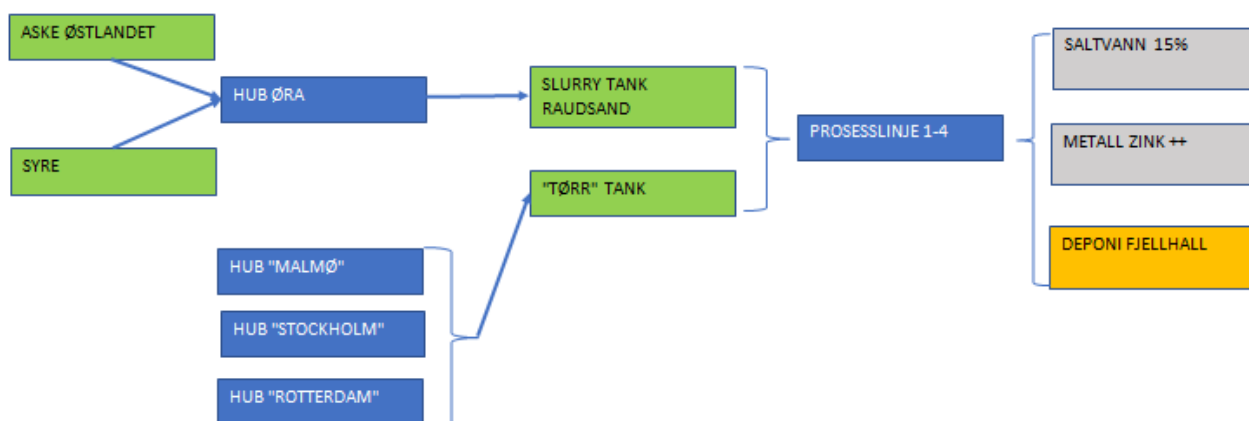 ASKE ØSTLANDET
SYRE
HUB ØRA
SLURRY TANK
RAUDSAND
"TØRR" TANK
HUB "MALMØ"
HUB "STOCKHOLM"
HUB "ROTTERDAM"
PROSESSLINJE 1-4
SALTVANN 15%
METALL ZINK ++
DEPONI FJELLHALL